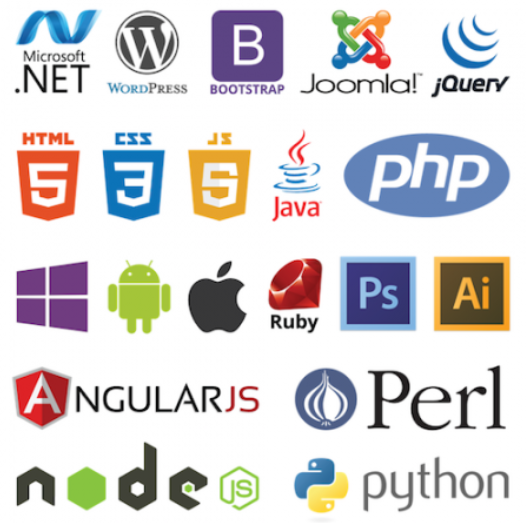 Microsoft
.NET
WORDPRESS
B
BOOTSTRAP
Joomla!™
jQuery
HTML
5
CSS
3
JS
5
Java
php
Ruby
Ps
Ai
ANGULARJS
Perl
node
JS
python